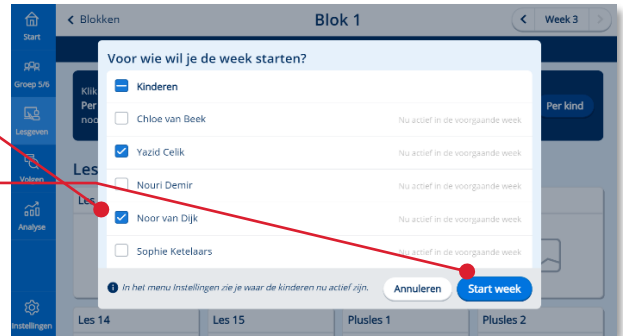 Start
Groep 5/6
Lesgeven
Volgen
Analyse
Instellingen
< Blokken
Blok 1
< Week 3 >
Klik
Per
noo
Per kind
Les
Les
Voor wie wil je de week starten?
Kinderen
Chloe van Beek Nu actief in de voorgaande week
Yazid Celik Nu actief in de voorgaande week
Nouri Demir Nu actief in de voorgaande week
Noor van Dijk Nu actief in de voorgaande week
Sophie Ketelaars Nu actief in de voorgaande week
In het menu Instellingen zie je waar de kinderen nu actief zijn.
Annuleren
Start week
Les 14
Les 15
Plusles 1
Plusles 2